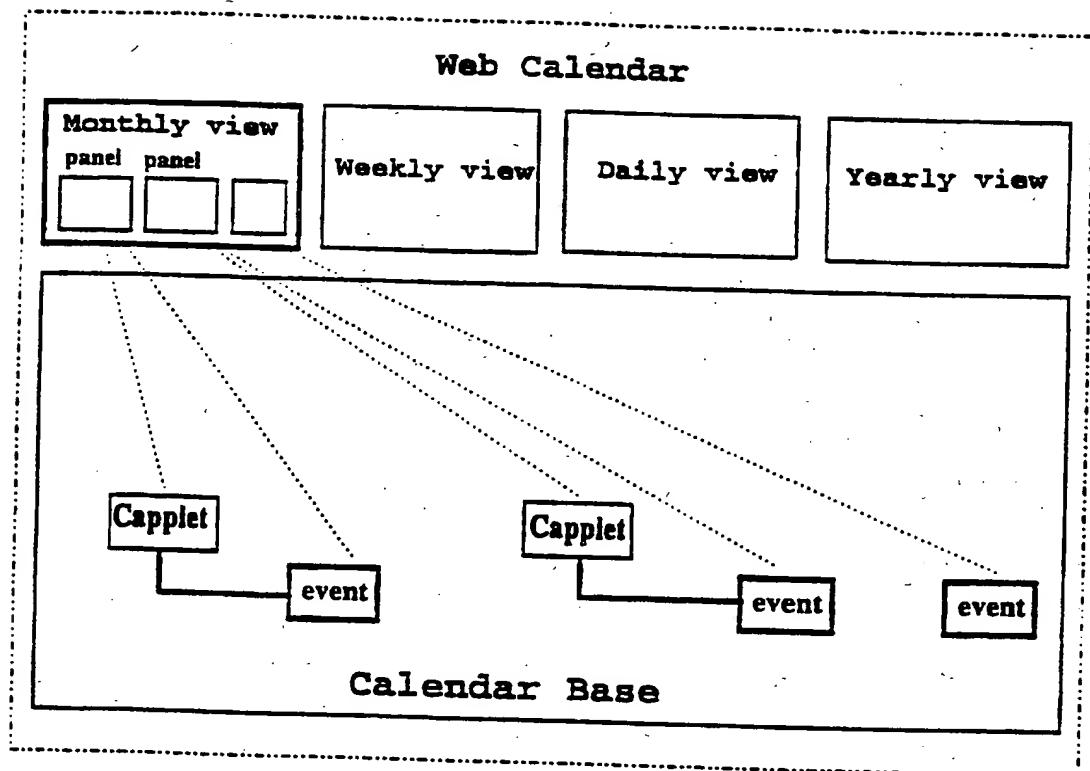 Web Calendar
Monthly view
panel panel
Weekly view
Daily view
Yearly view
Capplet
Capplet
event
event
event
Calendar Base